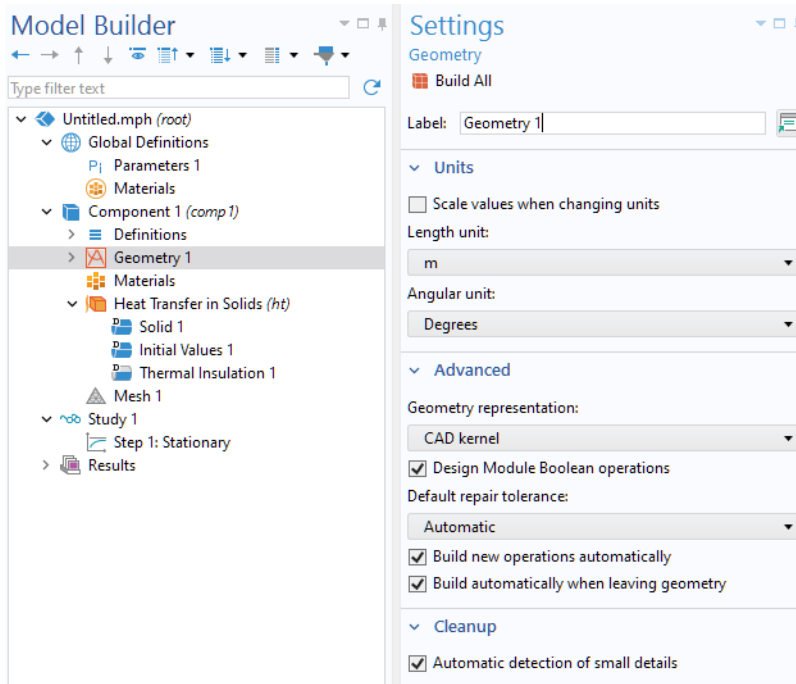 Model Builder
Type filter text
Untitled.mph (root)
Global Definitions
Pi Parameters 1
Materials
Component 1 (comp1)
Definitions
Geometry 1
Materials
Heat Transfer in Solids (ht)
D Solid 1
D Initial Values 1
D Thermal Insulation 1
Mesh 1
Study 1
Step 1: Stationary
Results
Settings
Geometry
Build All
Label: Geometry 1
Units
Scale values when changing units
Length unit:
m
Angular unit:
Degrees
Advanced
Geometry representation:
CAD kernel
Design Module Boolean operations
Default repair tolerance:
Automatic
Build new operations automatically
Build automatically when leaving geometry
Cleanup
Automatic detection of small details